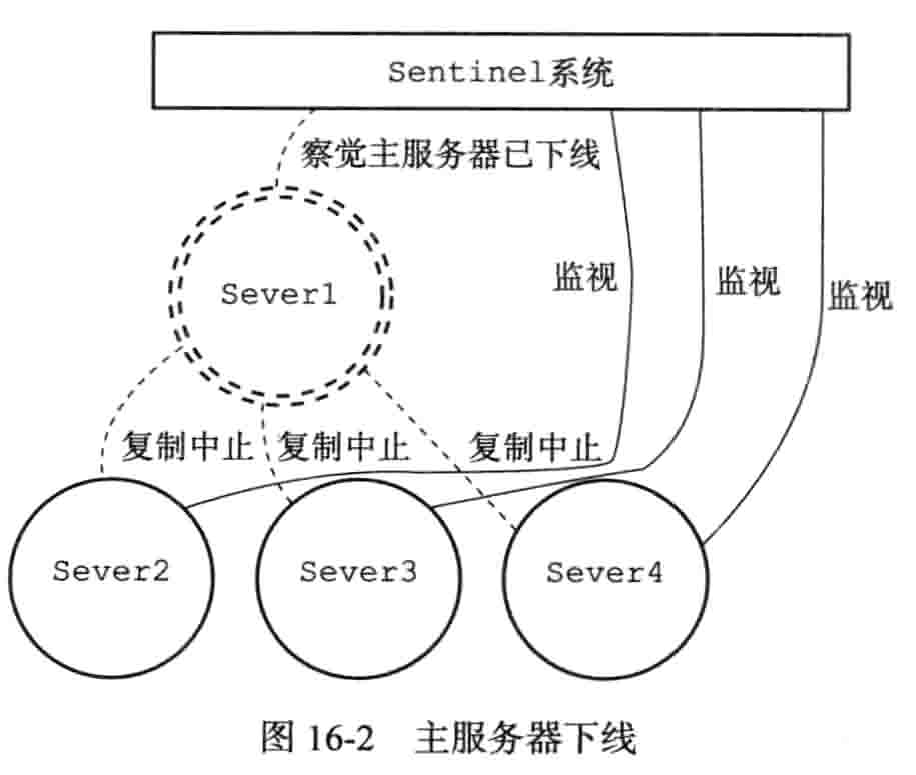 Sentinel系统
察觉主服务器已下线
Sever1
监视
监视
监视
复制中止
复制中止
复制中止
Sever2
Sever3
Sever4
图 16-2 主服务器下线